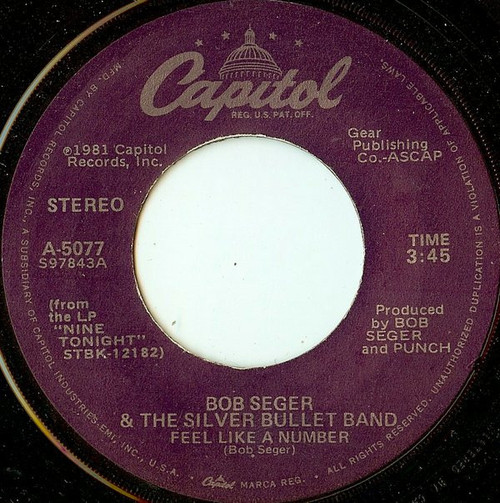 Capitol
REG. U.S. PAT. OFF.
℗1981 Capitol
Records, Inc.
Gear
Publishing
Co.-ASCAP
STEREO
A-5077
S97843A
TIME
3:45
(from
the LP
"NINE
TONIGHT"
STBK-12182)
Produced
by BOB
SEGER
and PUNCH
BOB SEGER
& THE SILVER BULLET BAND
FEEL LIKE A NUMBER
(Bob Seger)
MFD. BY CAPITOL RECORDS, INC., A SUBSIDIARY OF CAPITOL INDUSTRIES-EMI, INC., U.S.A. • Capitol MARCA REG. • ALL RIGHTS RESERVED. UNAUTHORIZED DUPLICATION IS A VIOLATION OF APPLICABLE LAWS.